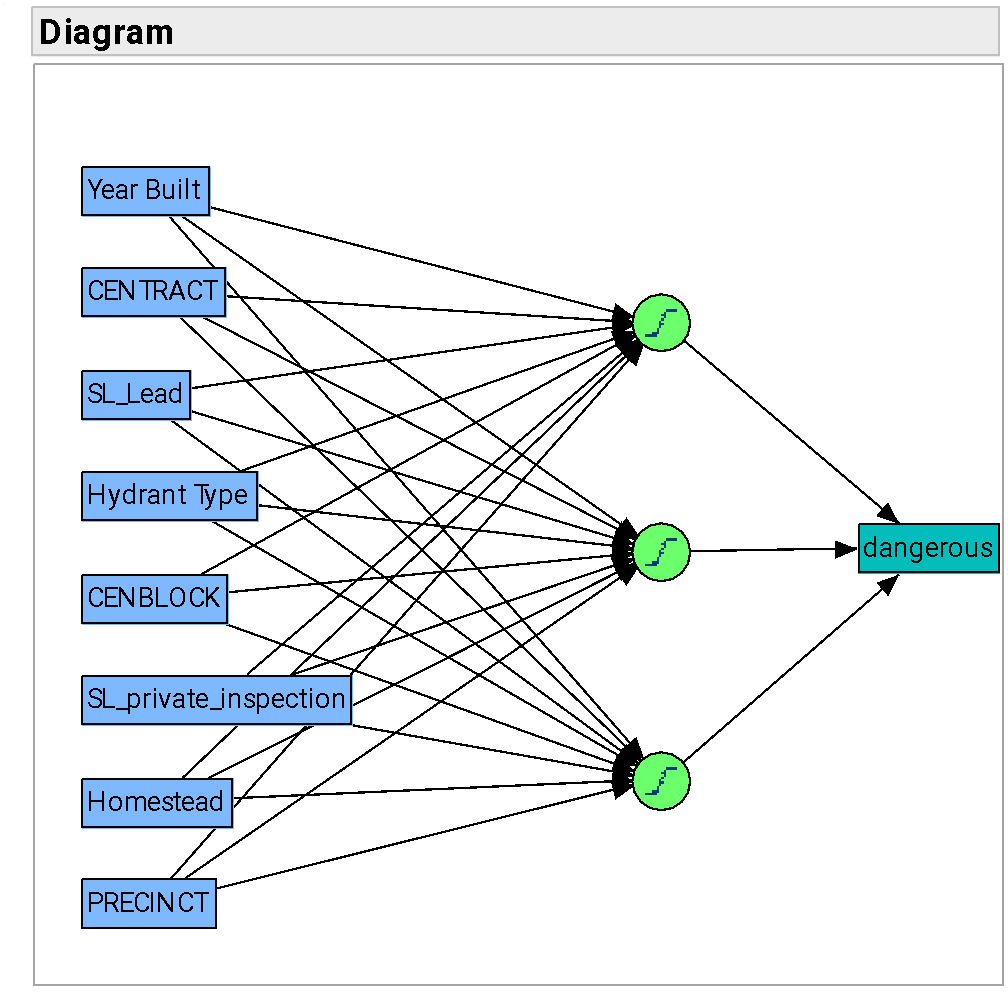 Diagram
Year Built
CENTRACT
SL_Lead
Hydrant Type
dangerous
CENBLOCK
SL_private_inspection
Homestead
PRECINCT